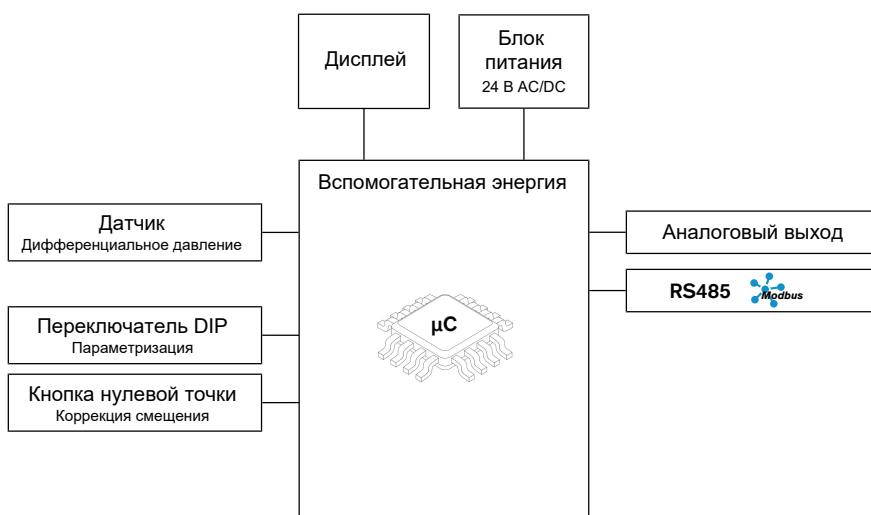 Дисплей
Блок
питания
24 В AC/DC
Вспомогательная энергия
Датчик
Дифференциальное давление
Аналоговый выход
RS485 Modbus
Переключатель DIP
Параметризация
µC
Кнопка нулевой точки
Коррекция смещения